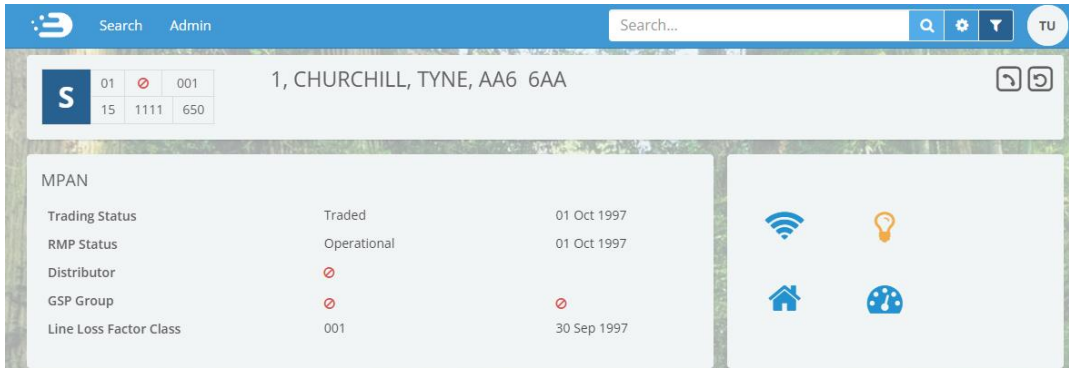 Search Admin Search... TU
S 01 001 1, CHURCHILL, TYNE, AA6 6AA
15 1111 650
MPAN
Trading Status Traded 01 Oct 1997
RMP Status Operational 01 Oct 1997
Distributor
GSP Group
Line Loss Factor Class 001 30 Sep 1997